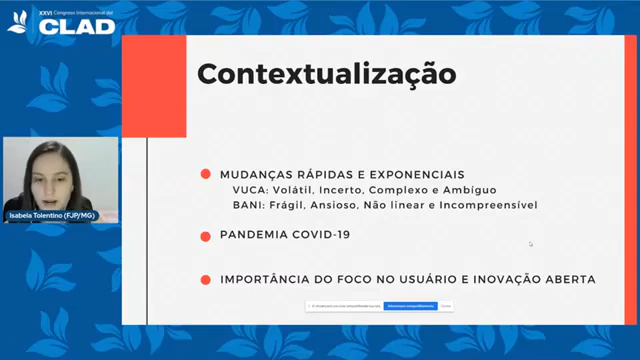 XXVI Congreso Internacional del
CLAD
Contextualização
MUDANÇAS RÁPIDAS E EXPONENCIAIS
VUCA: Volátil, Incerto, Complexo e Ambíguo
BANI: Frágil, Ansioso, Não linear e Incompreensível
Isabela Tolentino (FJP/MG)
PANDEMIA COVID-19
IMPORTÂNCIA DO FOCO NO USUÁRIO E INOVAÇÃO ABERTA